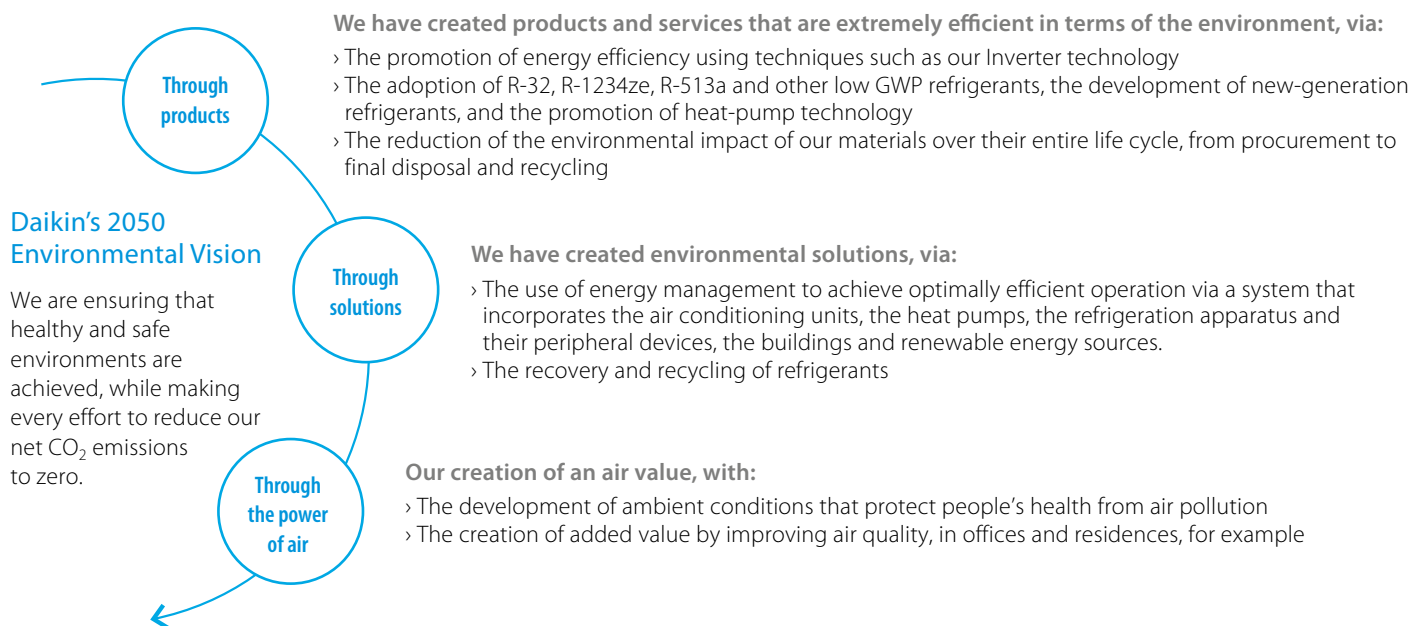 We have created products and services that are extremely efficient in terms of the environment, via:
› The promotion of energy efficiency using techniques such as our Inverter technology
› The adoption of R-32, R-1234ze, R-513a and other low GWP refrigerants, the development of new-generation
refrigerants, and the promotion of heat-pump technology
› The reduction of the environmental impact of our materials over their entire life cycle, from procurement to
final disposal and recycling
Through
products
Daikin's 2050
Environmental Vision
We are ensuring that
healthy and safe
environments are
achieved, while making
every effort to reduce our
net CO₂ emissions
to zero.
Through
solutions
We have created environmental solutions, via:
› The use of energy management to achieve optimally efficient operation via a system that
incorporates the air conditioning units, the heat pumps, the refrigeration apparatus and
their peripheral devices, the buildings and renewable energy sources.
› The recovery and recycling of refrigerants
Through
the power
of air
Our creation of an air value, with:
› The development of ambient conditions that protect people's health from air pollution
› The creation of added value by improving air quality, in offices and residences, for example